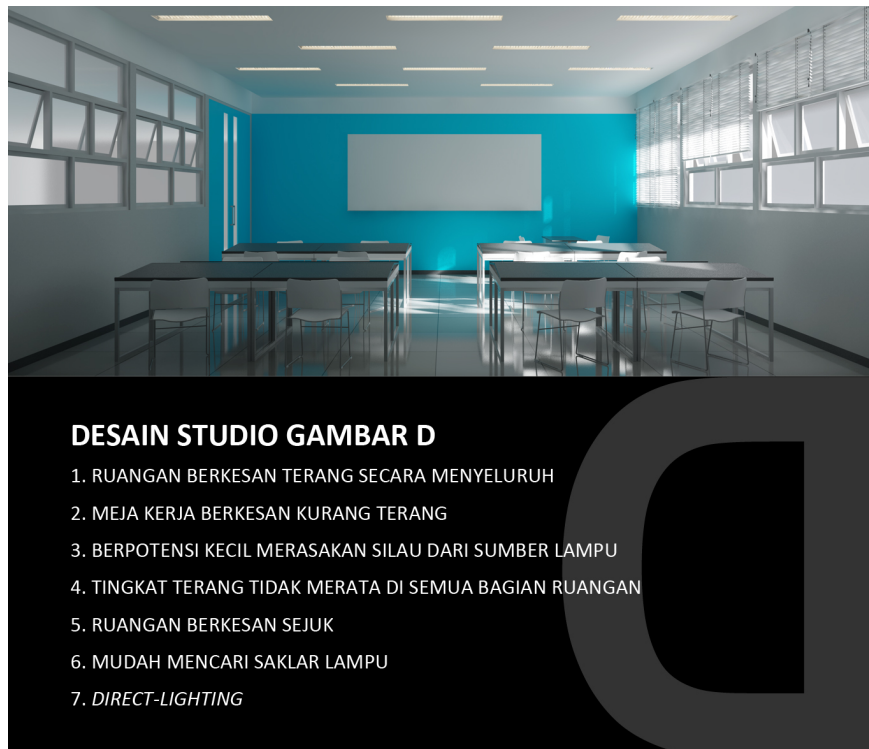 DESAIN STUDIO GAMBAR D
1. RUANGAN BERKESAN TERANG SECARA MENYELURUH
2. MEJA KERJA BERKESAN KURANG TERANG
3. BERPOTENSI KECIL MERASAKAN SILAU DARI SUMBER LAMPU
4. TINGKAT TERANG TIDAK MERATA DI SEMUA BAGIAN RUANGAN
5. RUANGAN BERKESAN SEJUK
6. MUDAH MENCARI SAKLAR LAMPU
7. DIRECT-LIGHTING
D